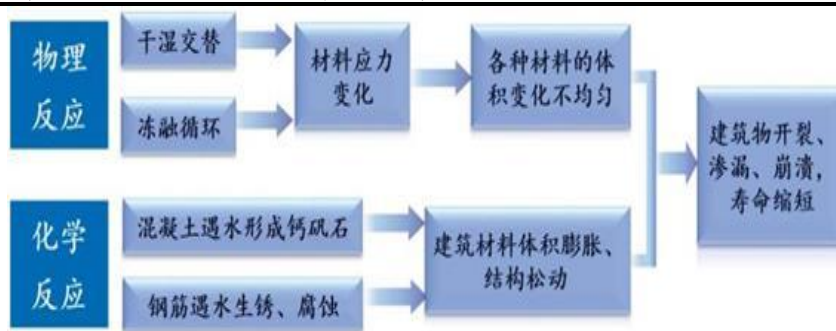 物理
反应
干湿交替
冻融循环
材料应力
变化
各种材料的体
积变化不均匀
化学
反应
混凝土遇水形成钙矾石
钢筋遇水生锈、腐蚀
建筑材料体积膨胀、
结构松动
建筑物开裂、
渗漏、崩溃，
寿命缩短